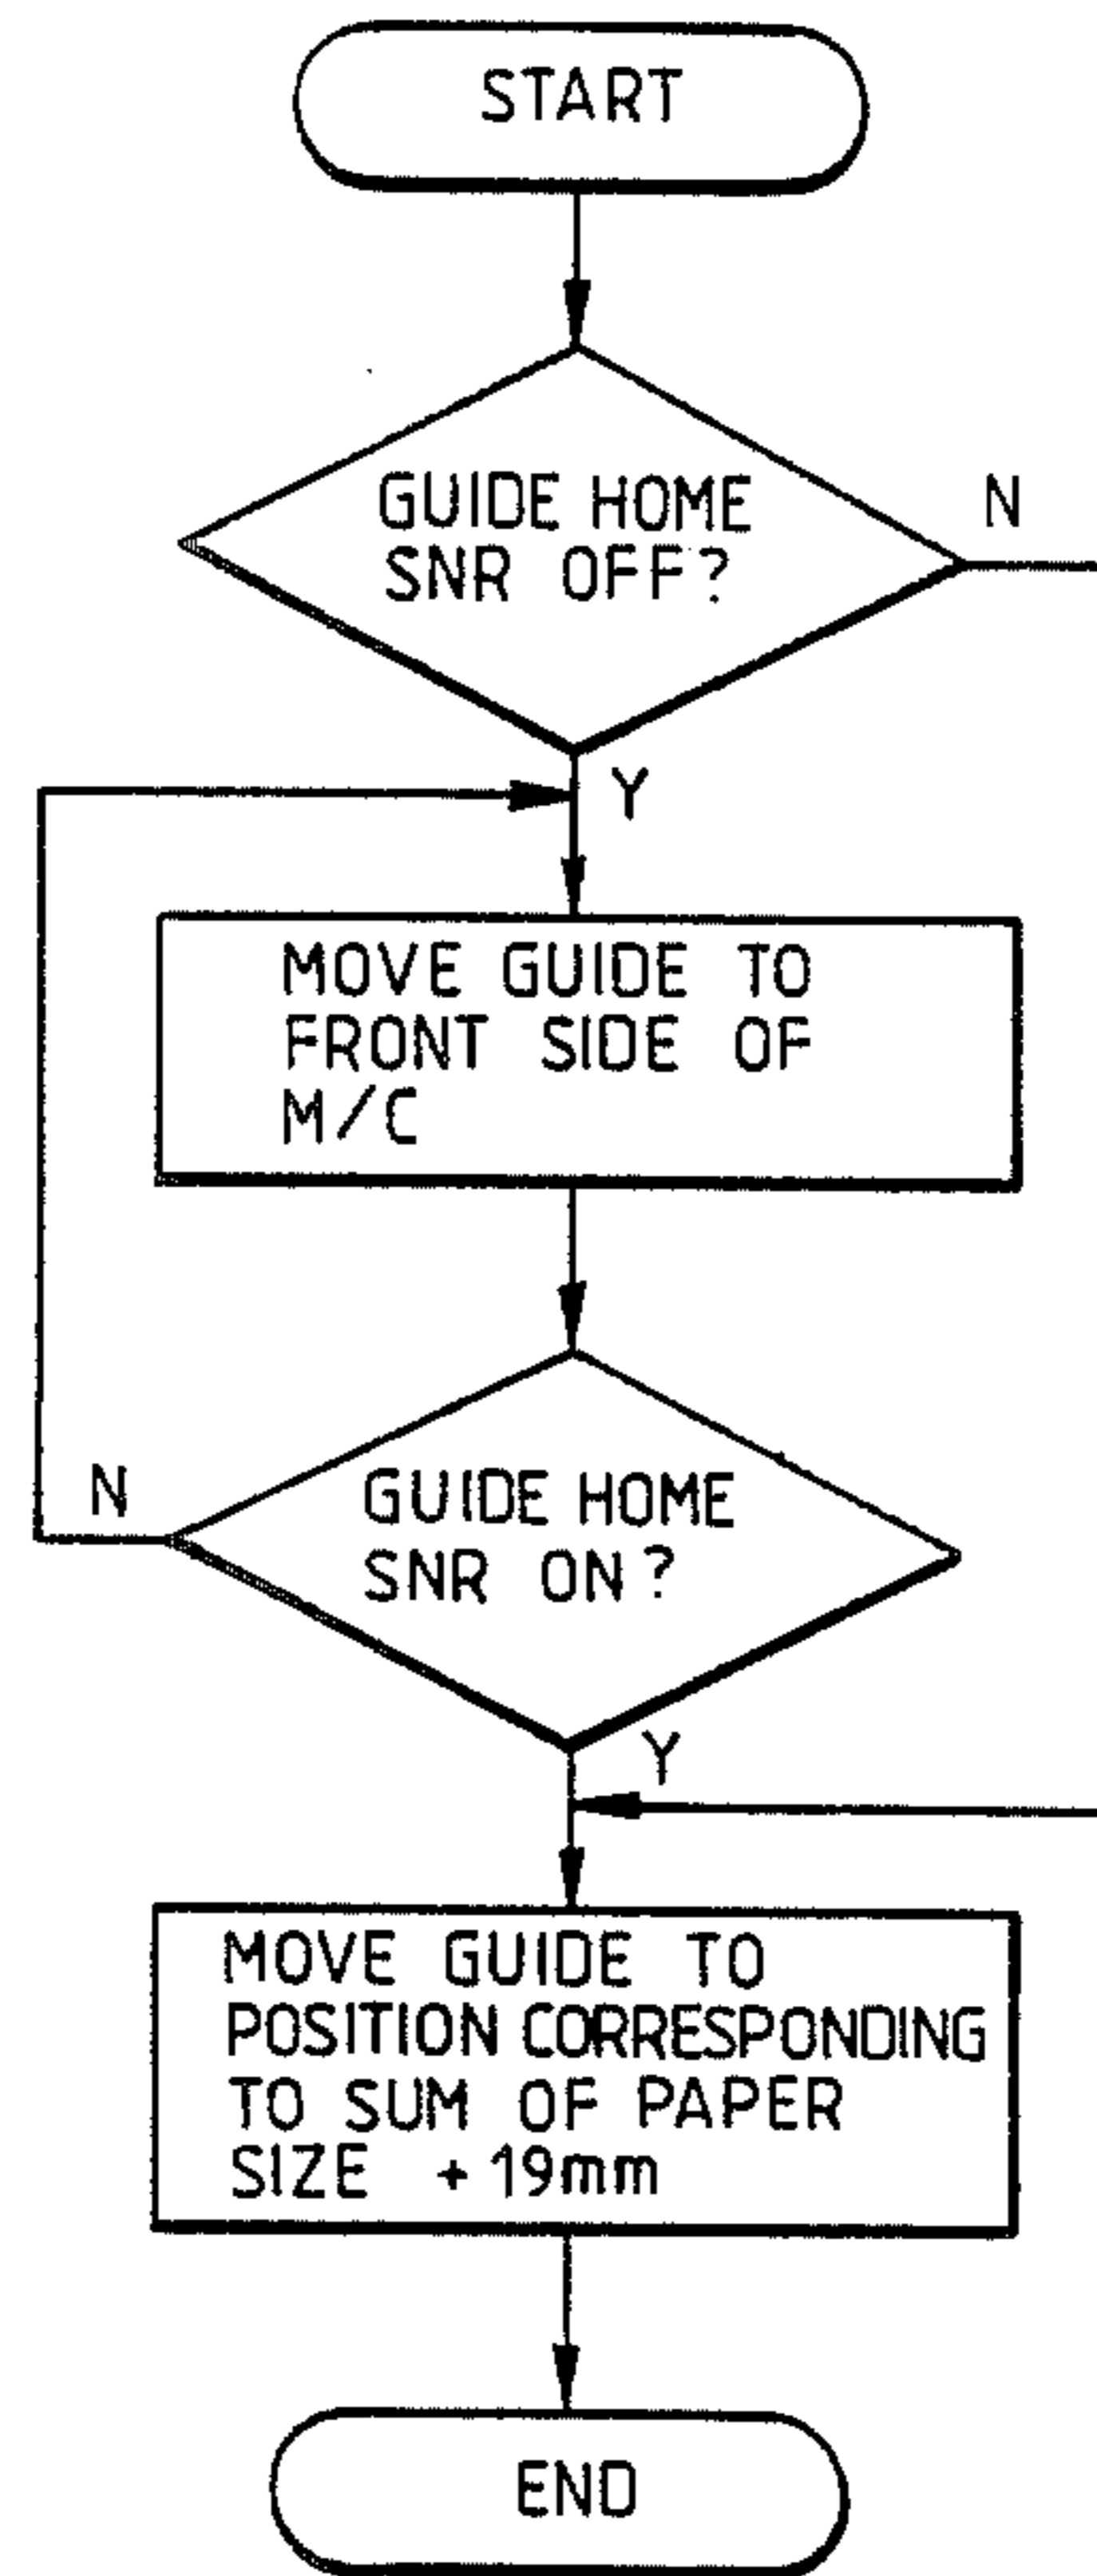 START
GUIDE HOME
SNR OFF?
N
Y
MOVE GUIDE TO
FRONT SIDE OF
M/C
N
GUIDE HOME
SNR ON?
Y
MOVE GUIDE TO
POSITION CORRESPONDING
TO SUM OF PAPER
SIZE + 19mm
END